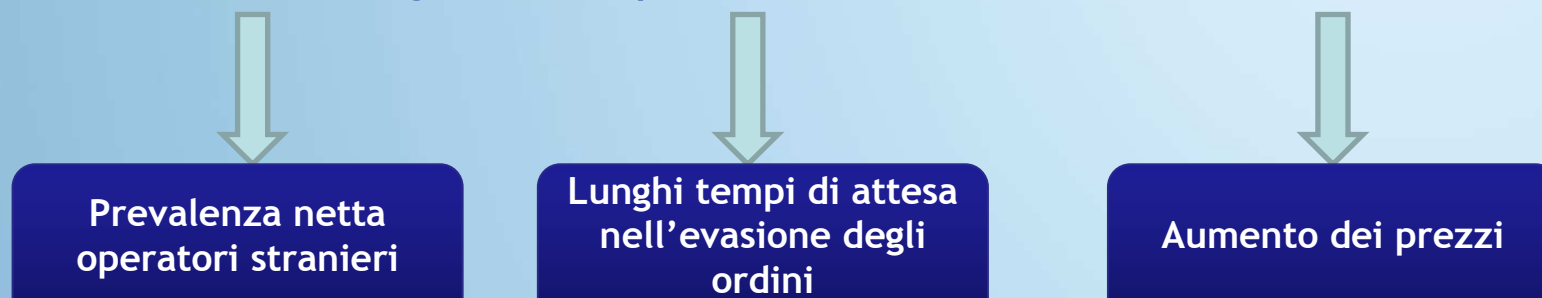 Prevalenza netta
operatori stranieri
Lunghi tempi di attesa
nell’evasione degli
ordini
Aumento dei prezzi